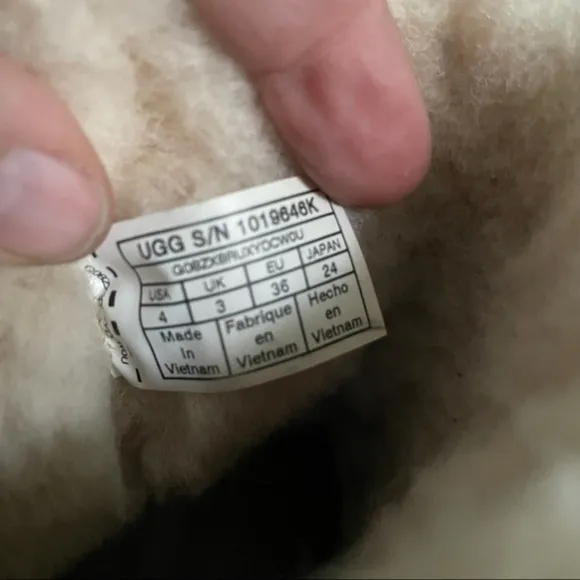 UGG S/N 1019646K
USA UK EU JAPAN
4 3 36 24
Made Fabrique Hecho
In en en
Vietnam Vietnam Vietnam